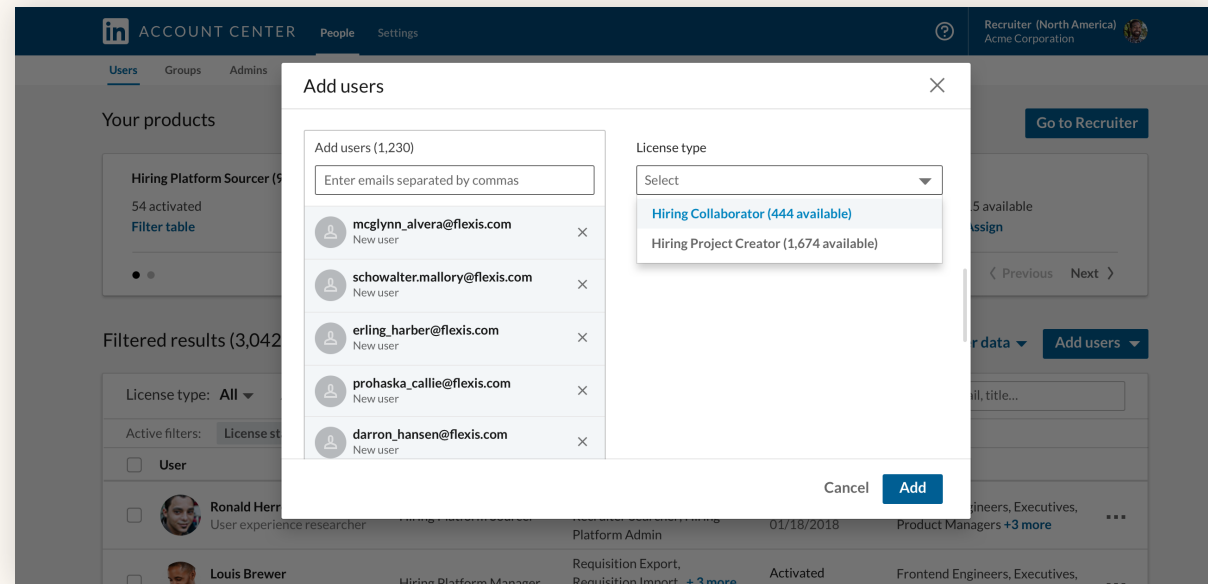 in ACCOUNT CENTER People Settings
Recruiter (North America)
Acme Corporation
Users Groups Admins
Add users
Your products
Go to Recruiter
Add users (1,230)
License type
Enter emails separated by commas
Select
Hiring Platform Sourcer
54 activated
Filter table
mcglynn_alvera@flexis.com
New user
Hiring Collaborator (444 available)
Hiring Project Creator (1,674 available)
5 available
Assign
schowalter.mallory@flexis.com
New user
Previous Next
erling_harber@flexis.com
New user
Filtered results (3,042
data
Add users
prohaska_callie@flexis.com
New user
License type: All
title...
darron_hansen@flexis.com
New user
Active filters: License
User
Cancel Add
Ronald
User experience researcher
01/18/2018
Executives,
Product Managers +3 more
Platform Admin
Louis Brewer
Hiring Platform Manager
Requisition Export,
Requisition Import, + 3 more
Activated
Frontend Engineers, Executives,